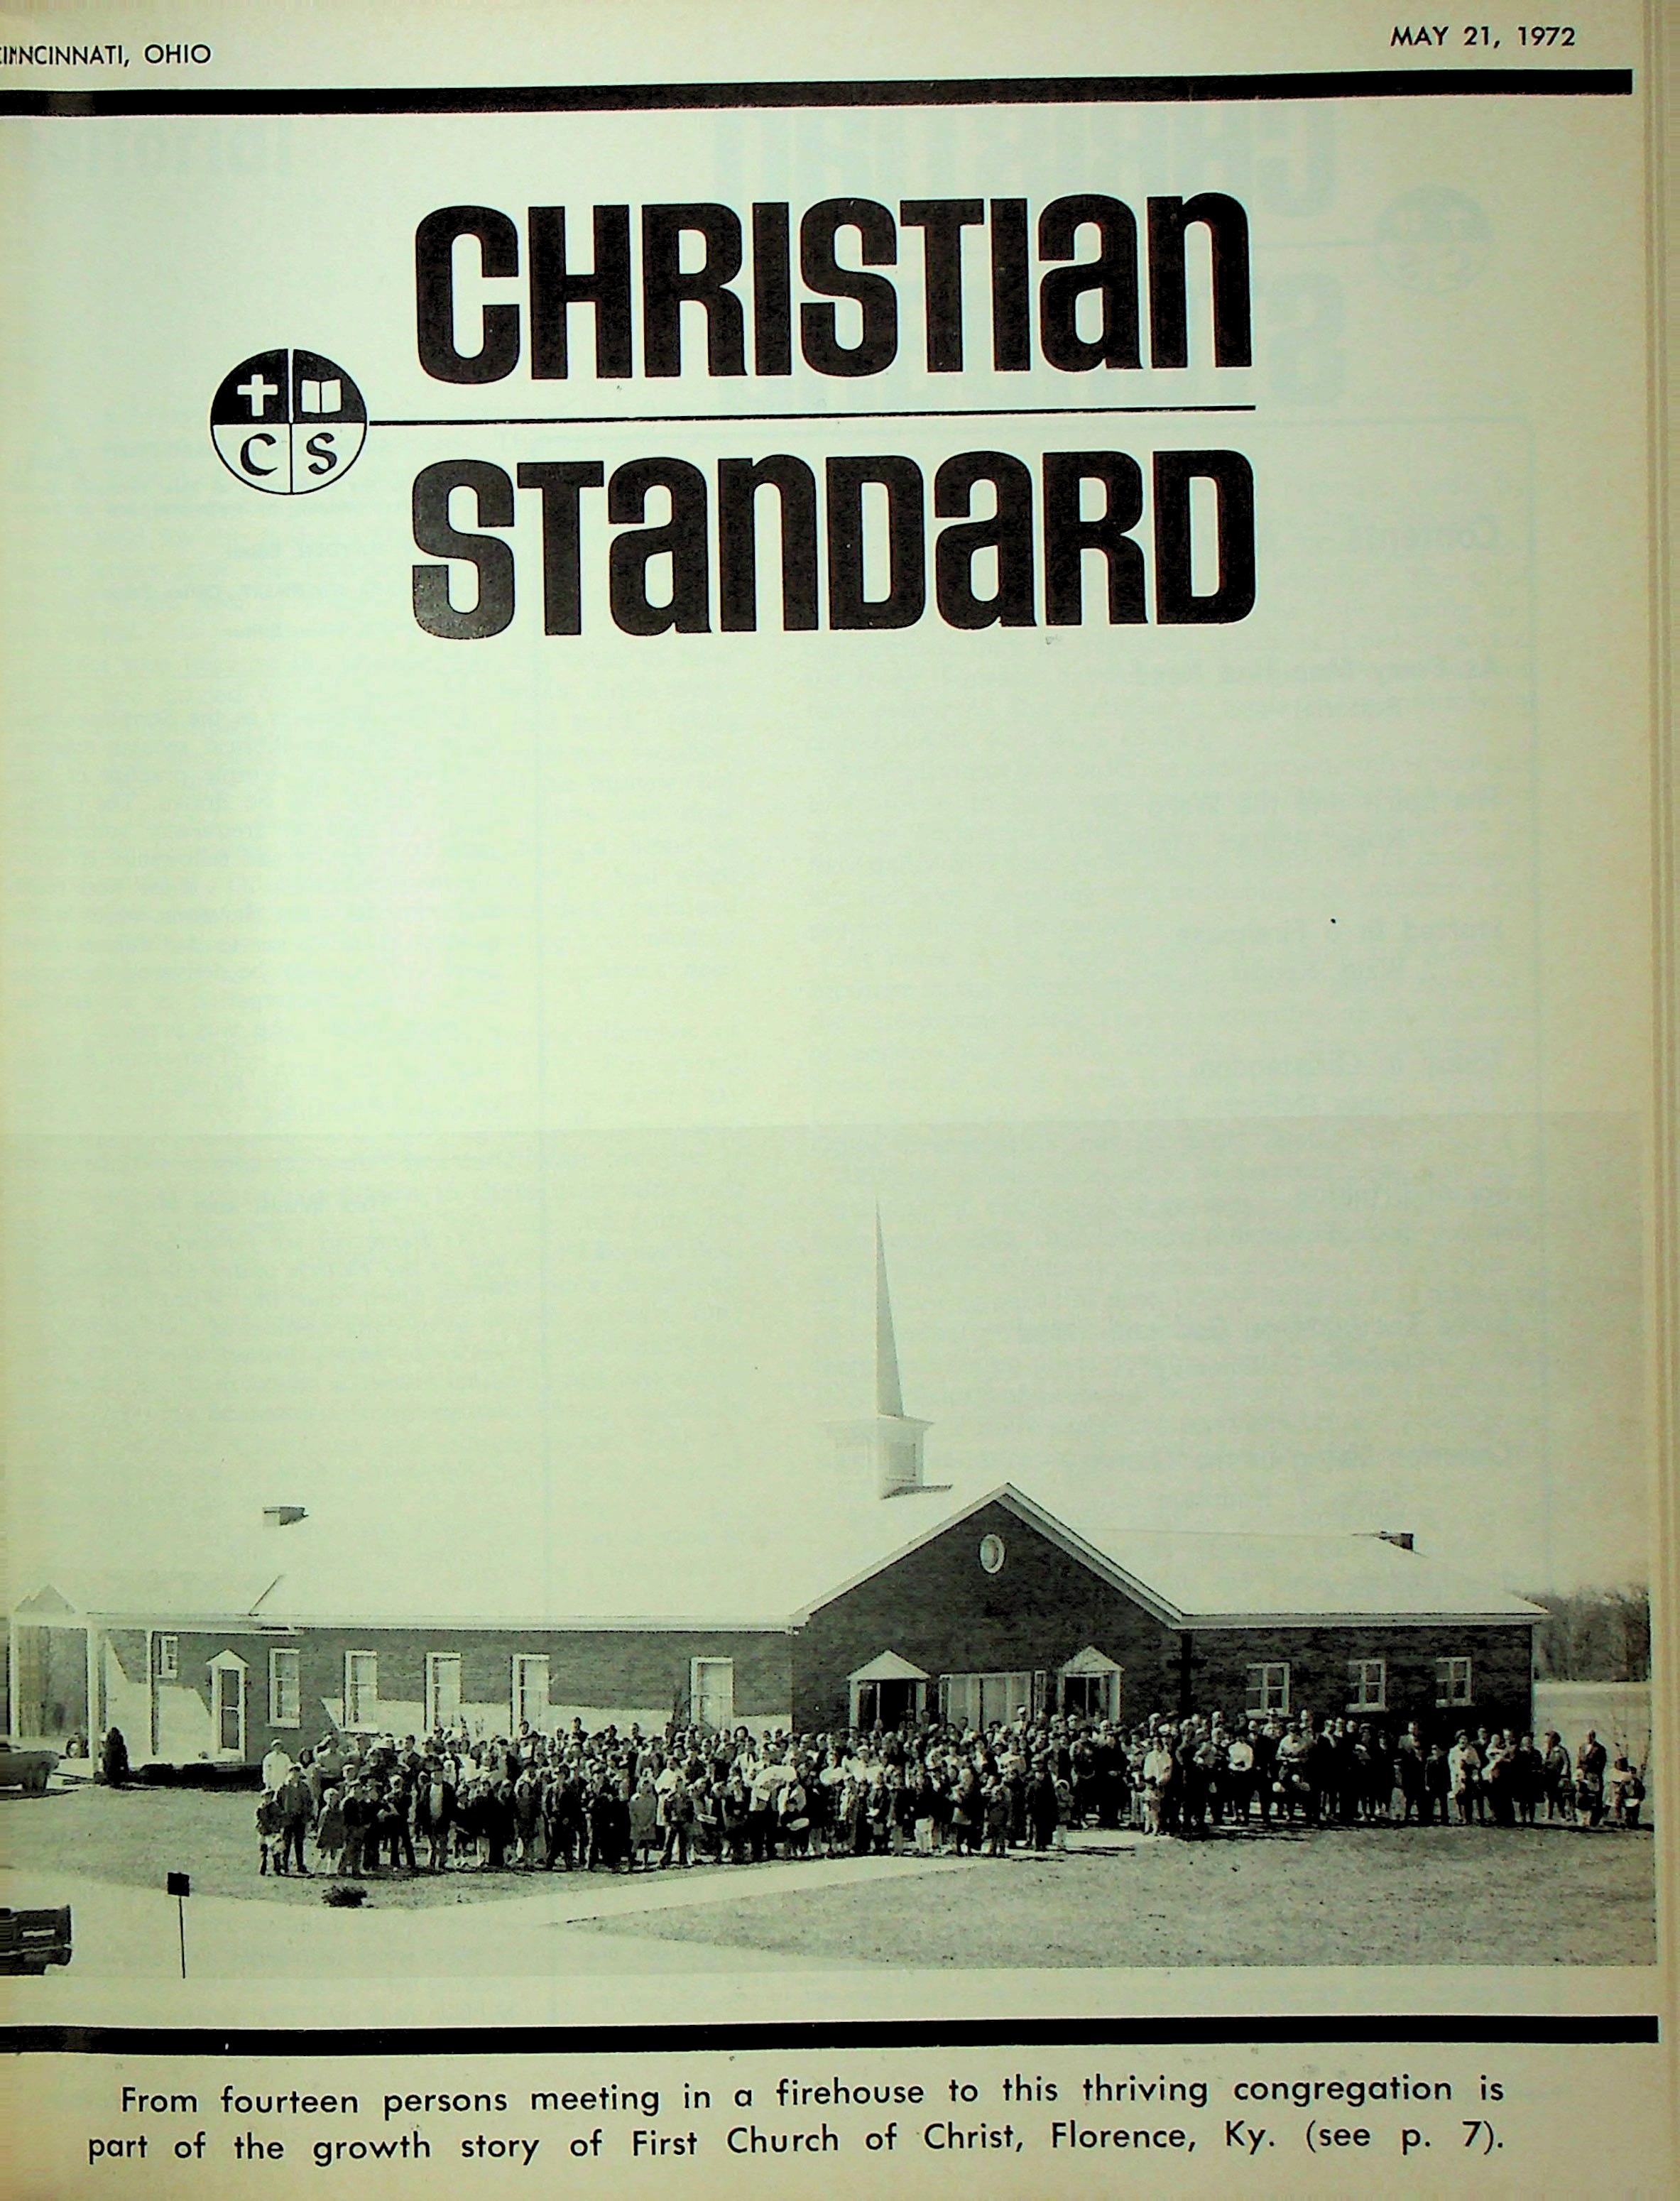 CINCINNATI, OHIO
MAY 21, 1972
CHRISTIan
C S
STanDaRD
From fourteen persons meeting in a firehouse to this thriving congregation is
part of the growth story of First Church of Christ, Florence, Ky. (see p. 7).